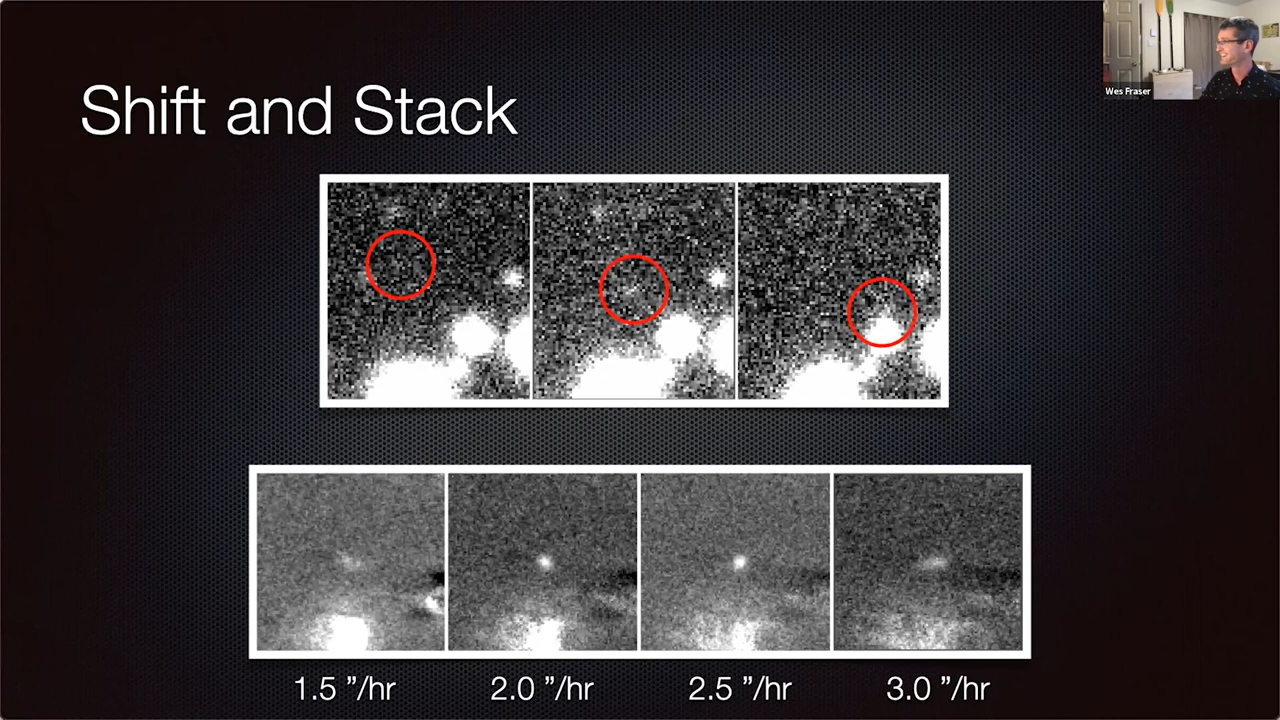 Shift and Stack
Wes Fraser
1.5 ”/hr
2.0 ”/hr
2.5 ”/hr
3.0 ”/hr